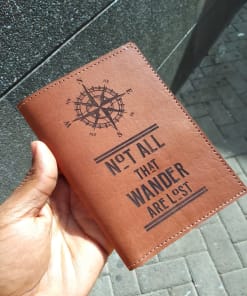 NoT ALL
THAT
WANDER
ARE LoST